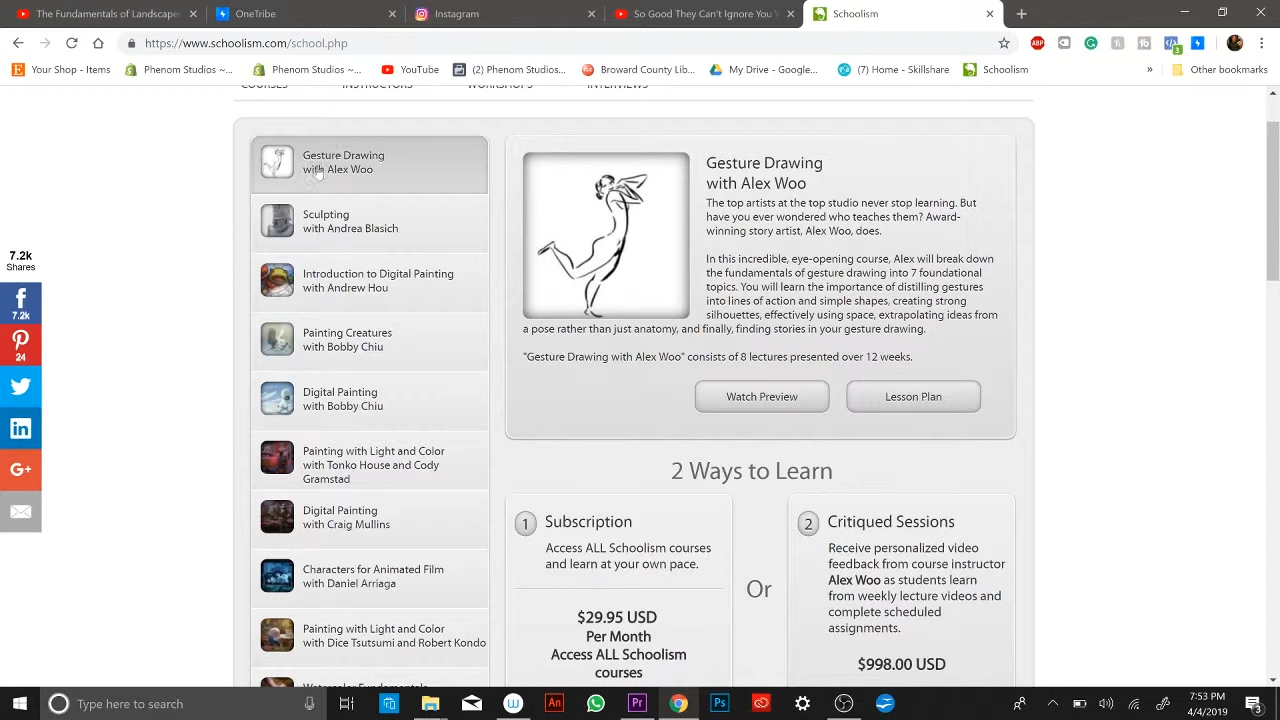 The Fundamentals of Landscape
OneTribe
Instagram
So Good They Can't Ignore Y
Schoolism
https://www.schoolism.com/school.php
ABP
3
Your Shop - Items
Phenom Studios ~...
Phenom Studios ~...
YouTube
(2) Phenom Studios...
Broward County Lib...
My Drive - Google...
(7) Home - Skillshare
Schoolism
»
Other bookmarks
COURSES
INSTRUCTORS
WORKSHOPS
INTERVIEWS
Gesture Drawing
with Alex Woo
Sculpting
with Andrea Blasich
Introduction to Digital Painting
with Andrew Hou
Painting Creatures
with Bobby Chiu
Digital Painting
with Bobby Chiu
Painting with Light and Color
with Tonko House and Cody
Gramstad
Digital Painting
with Craig Mullins
Characters for Animated Film
with Daniel Arriaga
Painting with Light and Color
with Dice Tsutsumi and Robert Kondo
7.2k
Shares
7.2k
24
G+
Gesture Drawing
with Alex Woo
The top artists at the top studio never stop learning. But
have you ever wondered who teaches them? Award-
winning story artist, Alex Woo, does.
In this incredible, eye-opening course, Alex will break down
the fundamentals of gesture drawing into 7 foundational
topics. You will learn the importance of distilling gestures
into lines of action and simple shapes, creating strong
silhouettes, effectively using space, extrapolating ideas from
a pose rather than just anatomy, and finally, finding stories in your gesture drawing.
"Gesture Drawing with Alex Woo" consists of 8 lectures presented over 12 weeks.
Watch Preview
Lesson Plan
2 Ways to Learn
1 Subscription
Access ALL Schoolism courses
and learn at your own pace.
$29.95 USD
Per Month
Access ALL Schoolism
courses
Or
2 Critiqued Sessions
Receive personalized video
feedback from course instructor
Alex Woo as students learn
from weekly lecture videos and
complete scheduled
assignments.
$998.00 USD
Type here to search
An
Pr
Ps
7:53 PM
4/4/2019
3